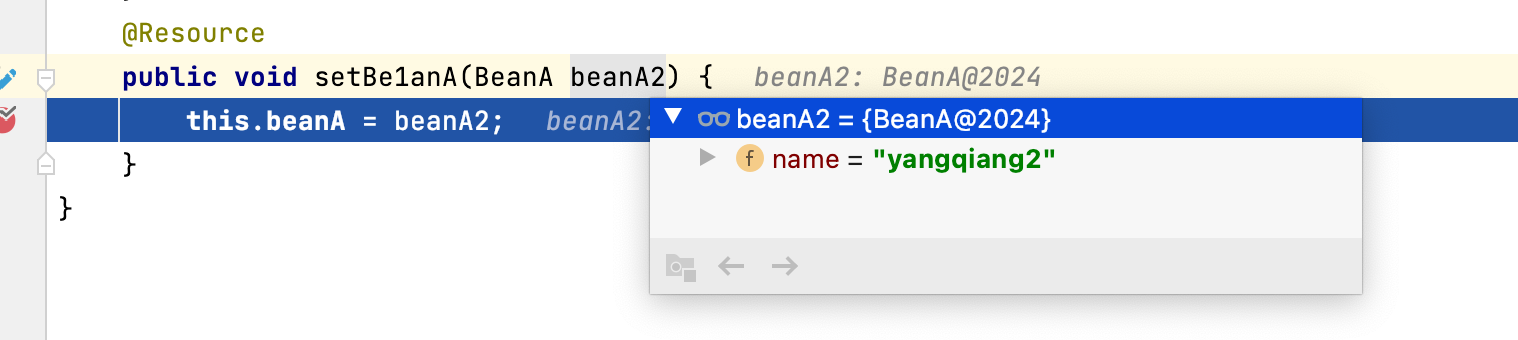 @Resource
public void setBe1anA(BeanA beanA2) { beanA2: BeanA@2024
this.beanA = beanA2; beanA2:
beanA2 = {BeanA@2024}
f name = "yangqiang2"
}
}